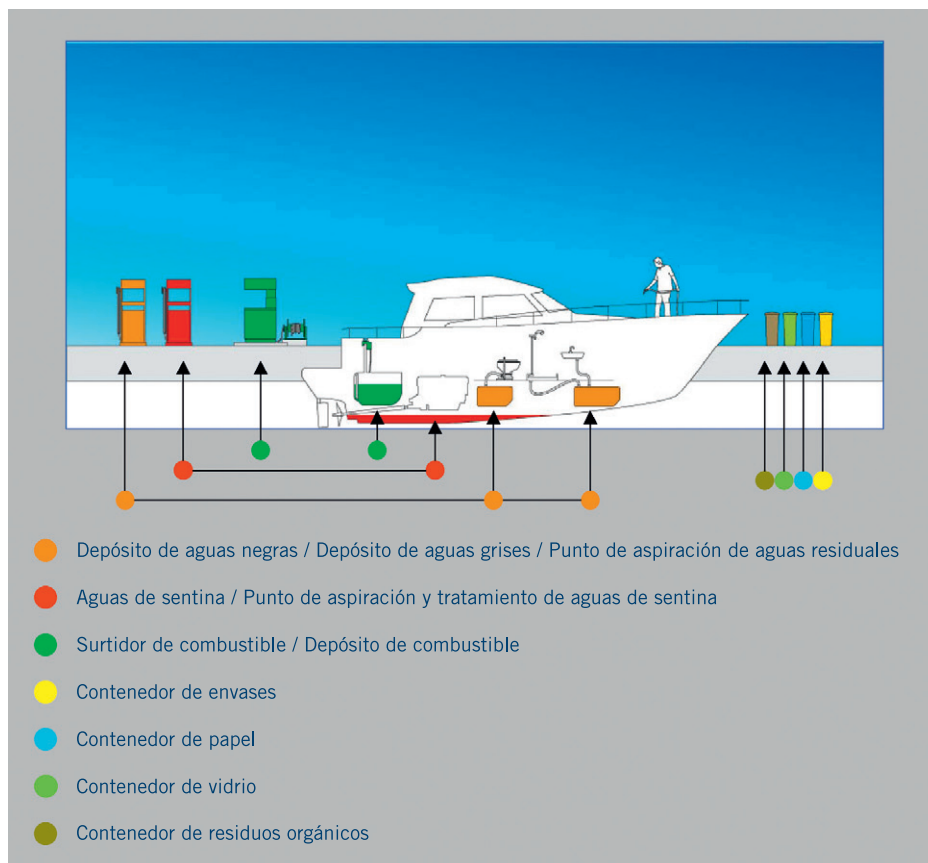 Depósito de aguas negras / Depósito de aguas grises / Punto de aspiración de aguas residuales
Aguas de sentina / Punto de aspiración y tratamiento de aguas de sentina
Surtidor de combustible / Depósito de combustible
Contenedor de envases
Contenedor de papel
Contenedor de vidrio
Contenedor de residuos orgánicos